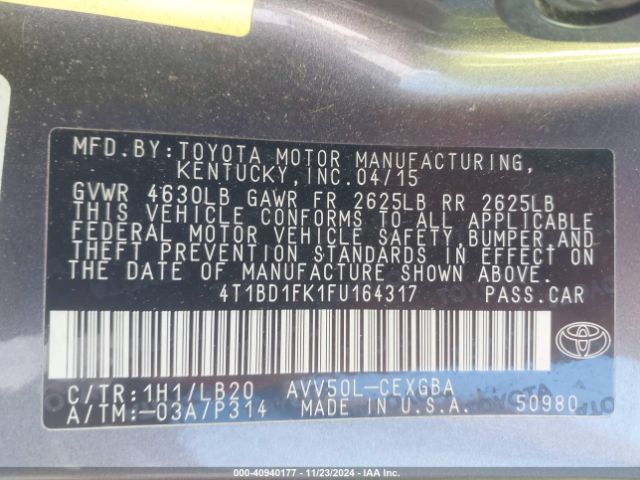 MFD.BY:TOYOTA MOTOR MANUFACTURING,
KENTUCKY,INC.04/15
GVWR 4630LB GAWR FR 2625LB RR 2625LB
THIS VEHICLE CONFORMS TO ALL APPLICABLE
FEDERAL MOTOR VEHICLE SAFETY,BUMPER,AND
THEFT PREVENTION STANDARDS IN EFFECT ON
THE DATE OF MANUFACTURE SHOWN ABOVE.
4T1BD1FK1FU164317 PASS.CAR
C/TR:1H1/LB20 AVV50L-CEXGBA
A/TM:-03A/P314 MADE IN U.S.A. 50980
000-40940177 - 11/23/2024 - IAA Inc.